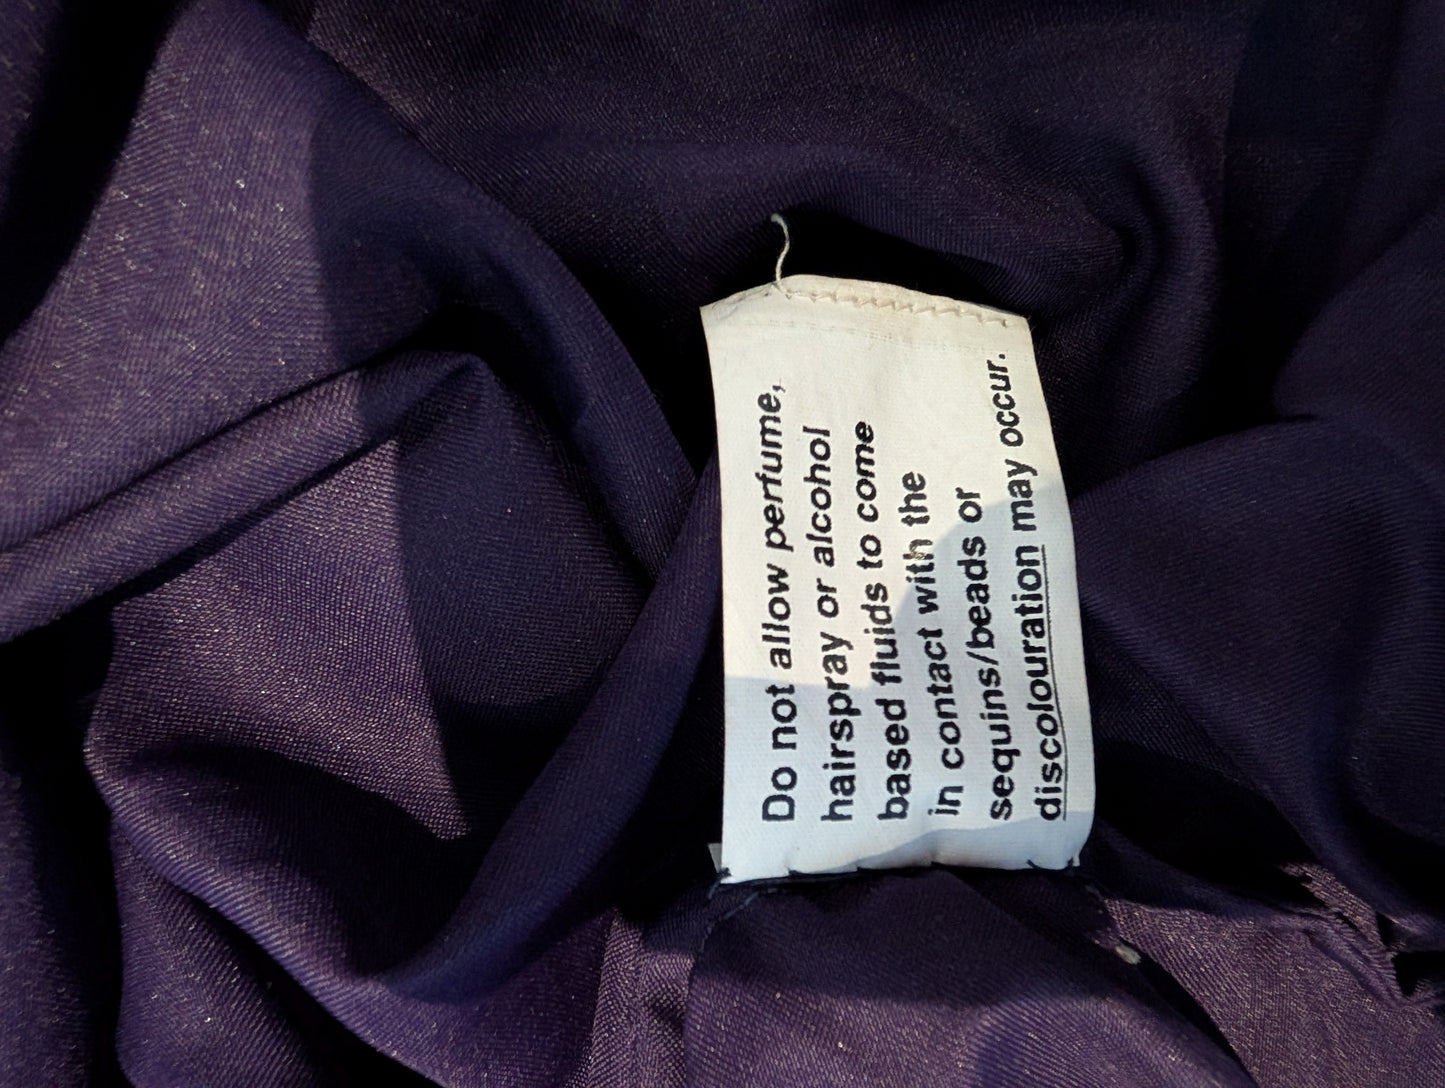 Do not allow perfume,
hairspray or alcohol
based fluids to come
in contact with the
sequins/beads or
discolouration may occur.